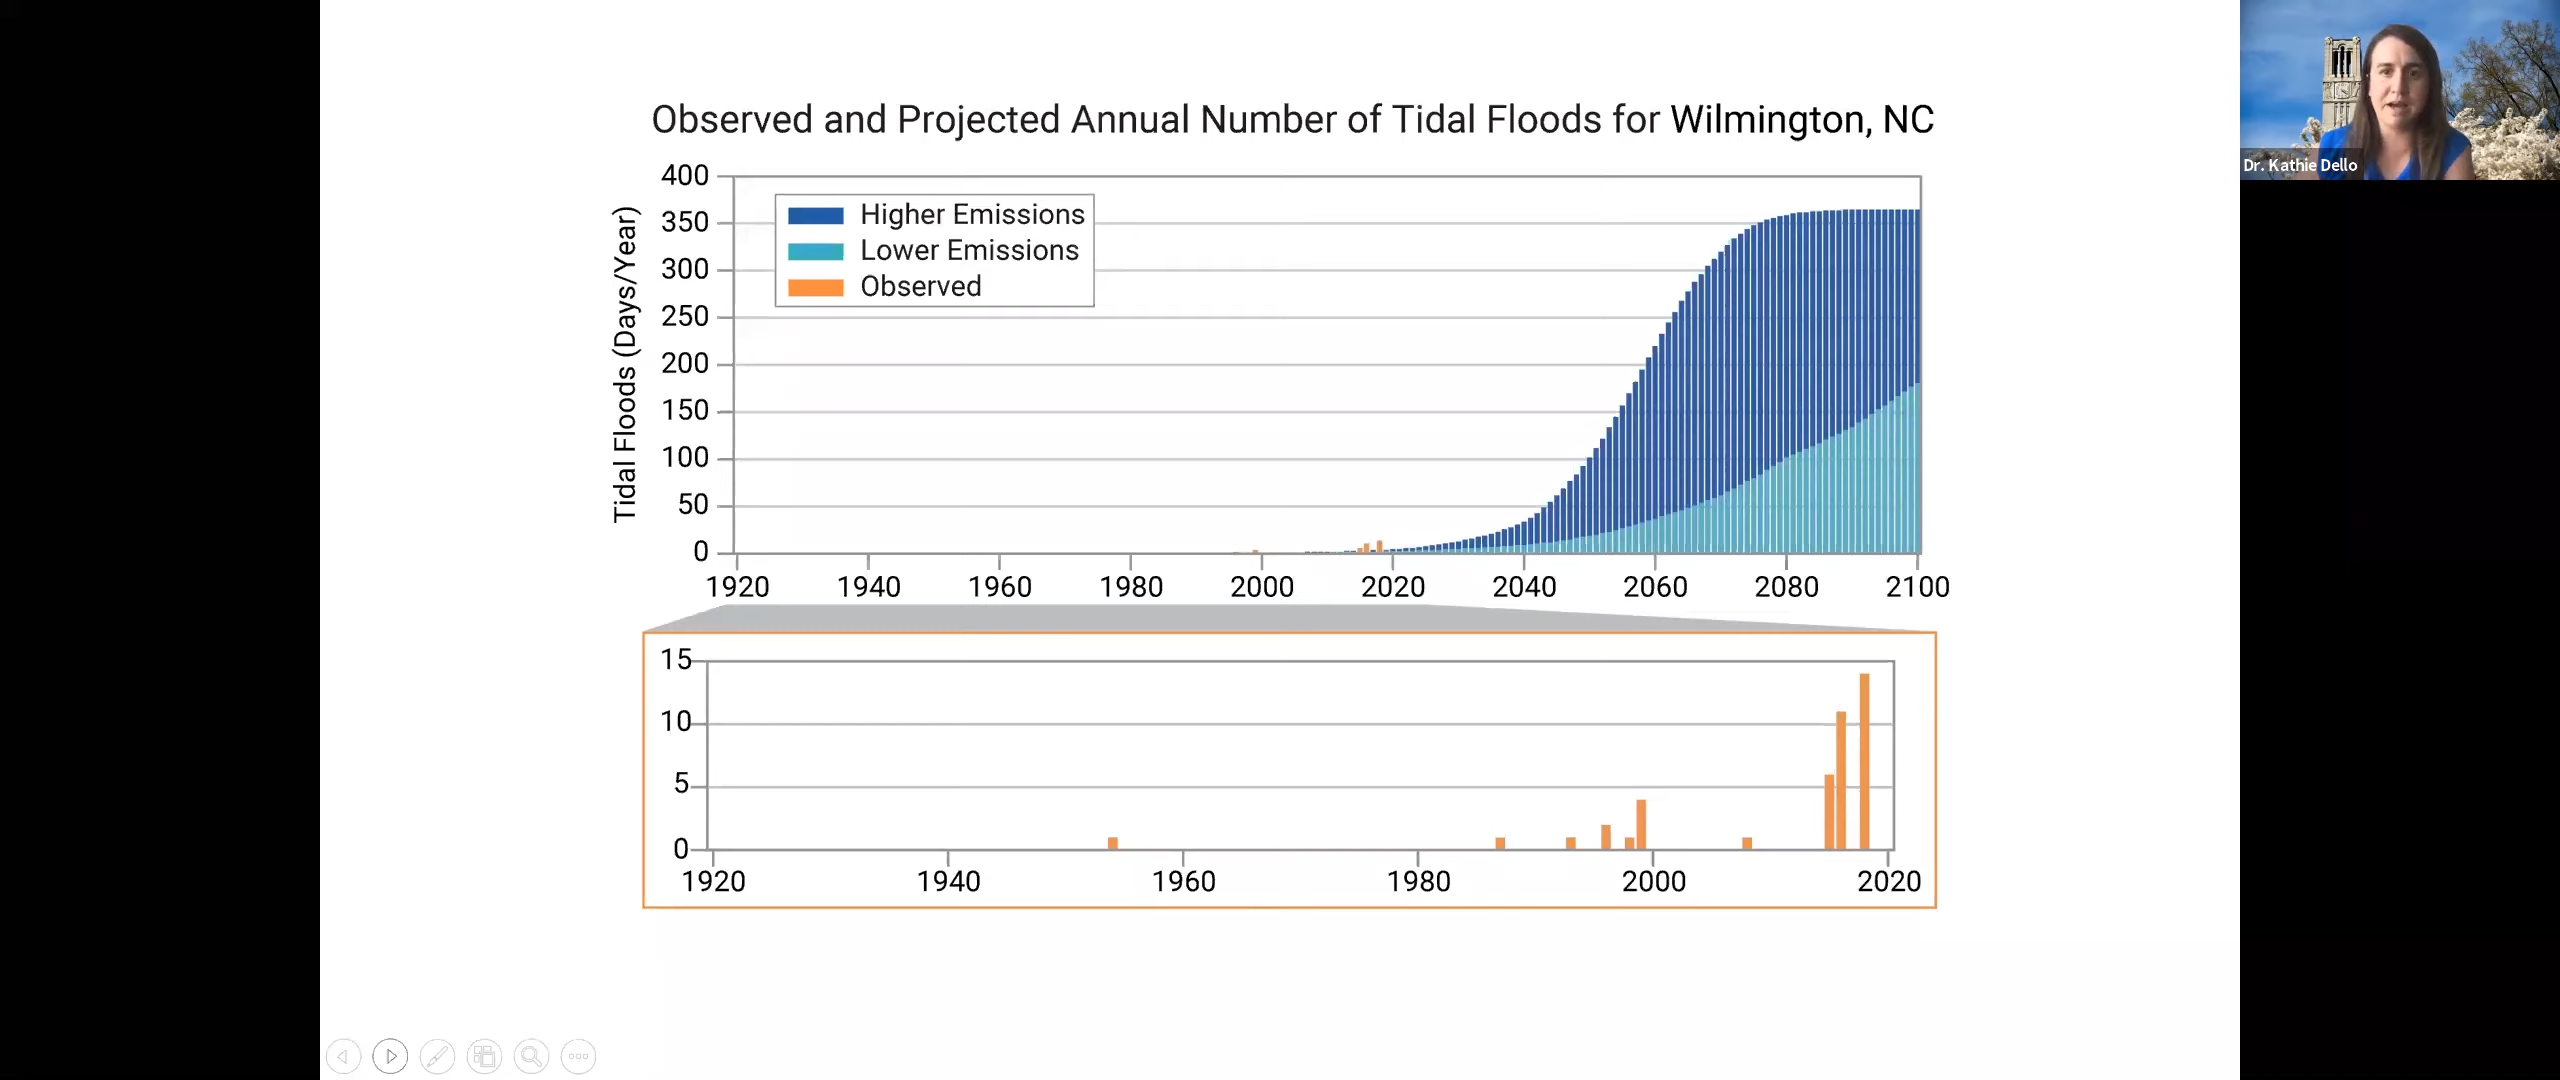 Observed and Projected Annual Number of Tidal Floods for Wilmington, NC
Dr. Kathie Dello
Tidal Floods (Days/Year)
400
350
300
250
200
150
100
50
0
Higher Emissions
Lower Emissions
Observed
1920 1940 1960 1980 2000 2020 2040 2060 2080 2100
15
10
5
0
1920 1940 1960 1980 2000 2020